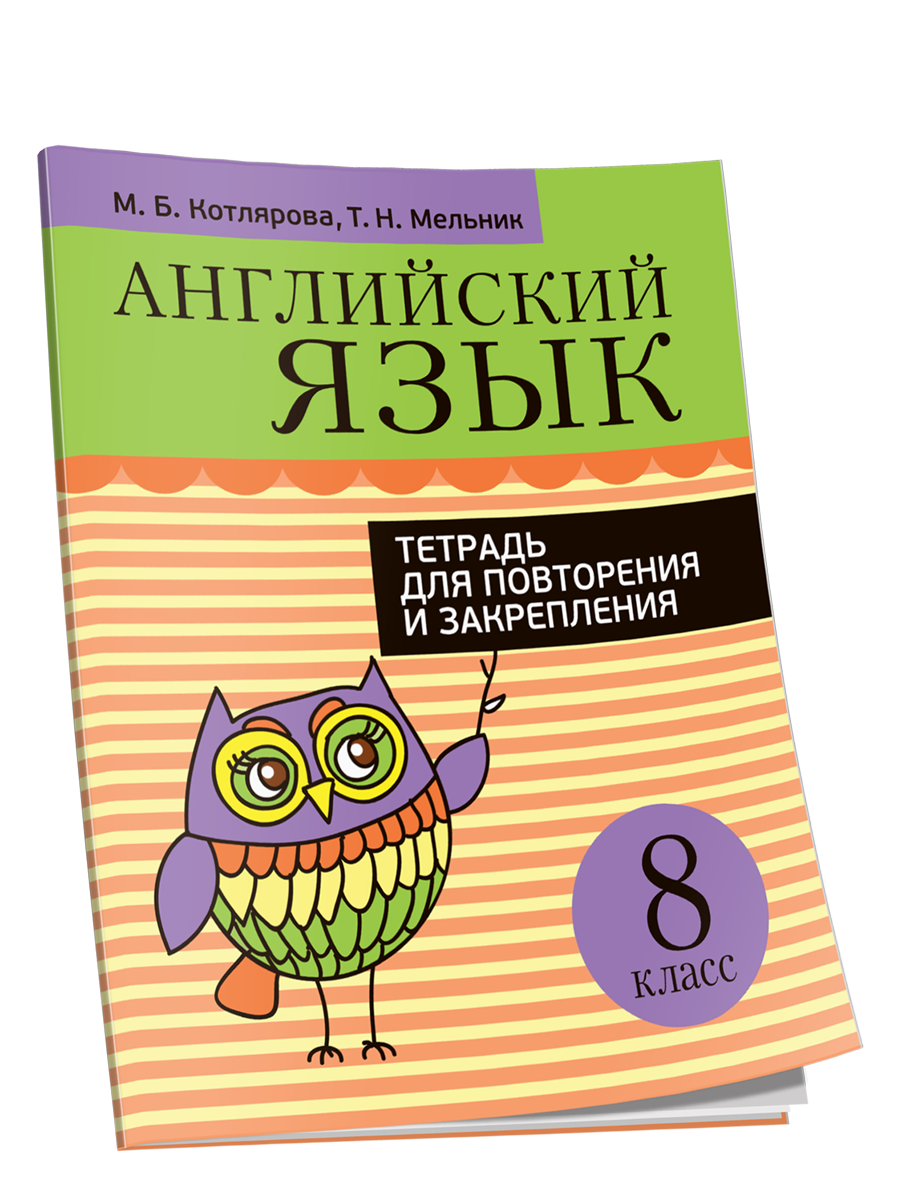 М. Б. Котлярова, Т. Н. Мельник
АНГЛИЙСКИЙ
ЯЗЫК
ТЕТРАДЬ
ДЛЯ ПОВТОРЕНИЯ
И ЗАКРЕПЛЕНИЯ
8
класс